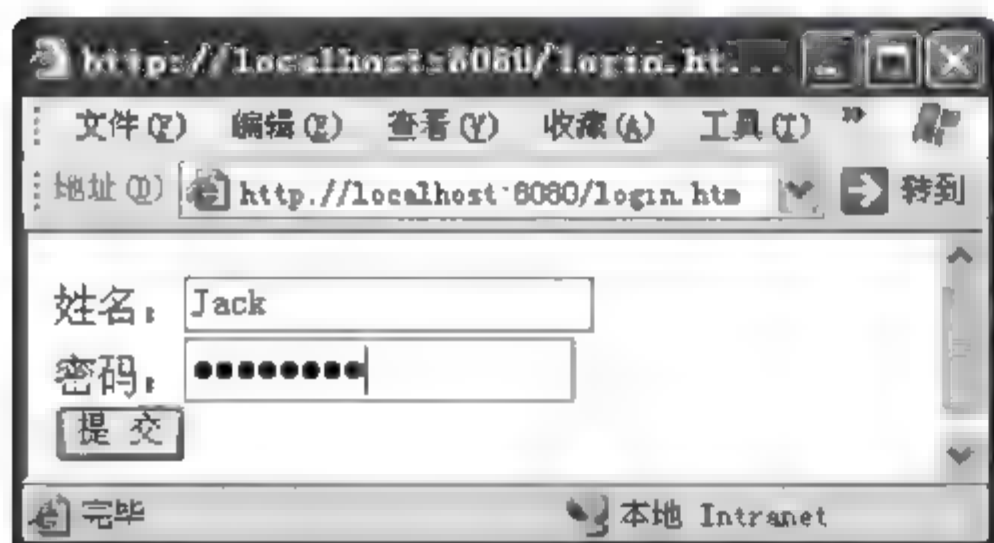 http://localhost:8080/login.ht...
文件(F) 编辑(E) 查看(V) 收藏(A) 工具(T) »
地址(D) http://localhost:8080/login.htm 转到
姓名： Jack
密码： ●●●●●●●●
提 交
完毕 本地 Intranet